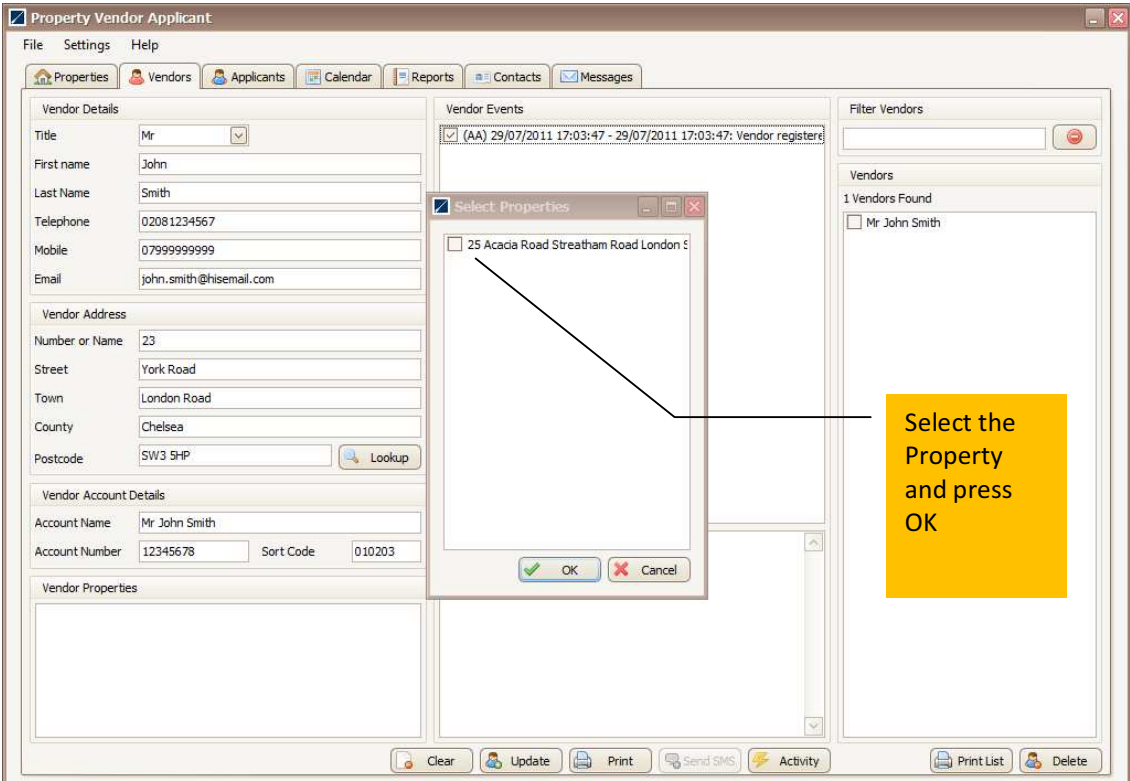 Property Vendor Applicant
File Settings Help
Properties Vendors Applicants Calendar Reports Contacts Messages
Vendor Details
Title Mr
First name John
Last Name Smith
Telephone 02081234567
Mobile 07999999999
Email john.smith@hisemail.com
Vendor Address
Number or Name 23
Street York Road
Town London Road
County Chelsea
Postcode SW3 5HP Lookup
Vendor Account Details
Account Name Mr John Smith
Account Number 12345678 Sort Code 010203
Vendor Properties
Vendor Events
(AA) 29/07/2011 17:03:47 - 29/07/2011 17:03:47: Vendor registere
Select Properties
25 Acacia Road Streatham Road London S
OK Cancel
Filter Vendors
Vendors
1 Vendors Found
Mr John Smith
Select the
Property
and press
OK
Clear Update Print Send SMS Activity Print List Delete